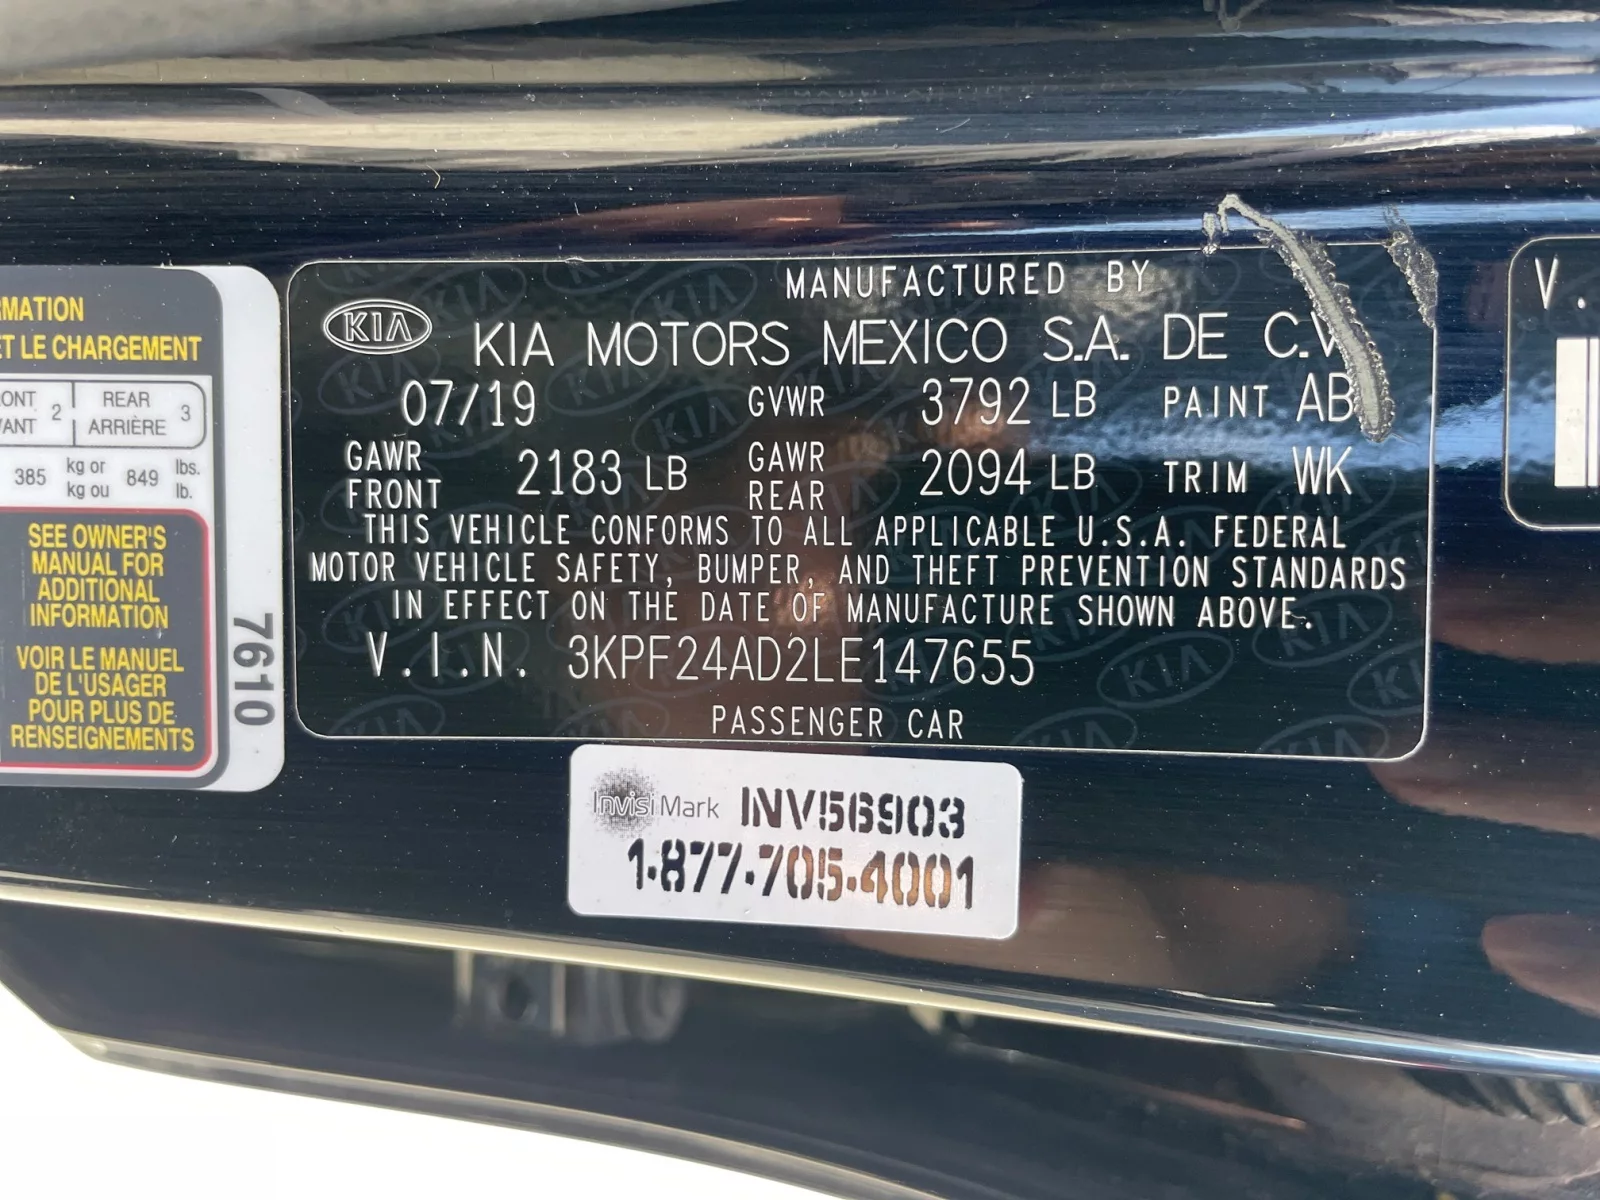 RMATION
ET LE CHARGEMENT
ONT 2 REAR 3
ANT ARRIÈRE
385 kg or 849 lbs.
kg ou lb.
SEE OWNER'S
MANUAL FOR
ADDITIONAL
INFORMATION
VOIR LE MANUEL
DE L'USAGER
POUR PLUS DE
RENSEIGNEMENTS
7610
MANUFACTURED BY
KIA KIA MOTORS MEXICO S.A. DE C.V
07/19 GVWR 3792 LB PAINT AB
GAWR FRONT 2183 LB GAWR REAR 2094 LB TRIM WK
THIS VEHICLE CONFORMS TO ALL APPLICABLE U.S.A. FEDERAL
MOTOR VEHICLE SAFETY, BUMPER, AND THEFT PREVENTION STANDARDS
IN EFFECT ON THE DATE OF MANUFACTURE SHOWN ABOVE.
V.I.N. 3KPF24AD2LE147655
PASSENGER CAR
InvisiMark INV56903
1-877-705-4001
V.